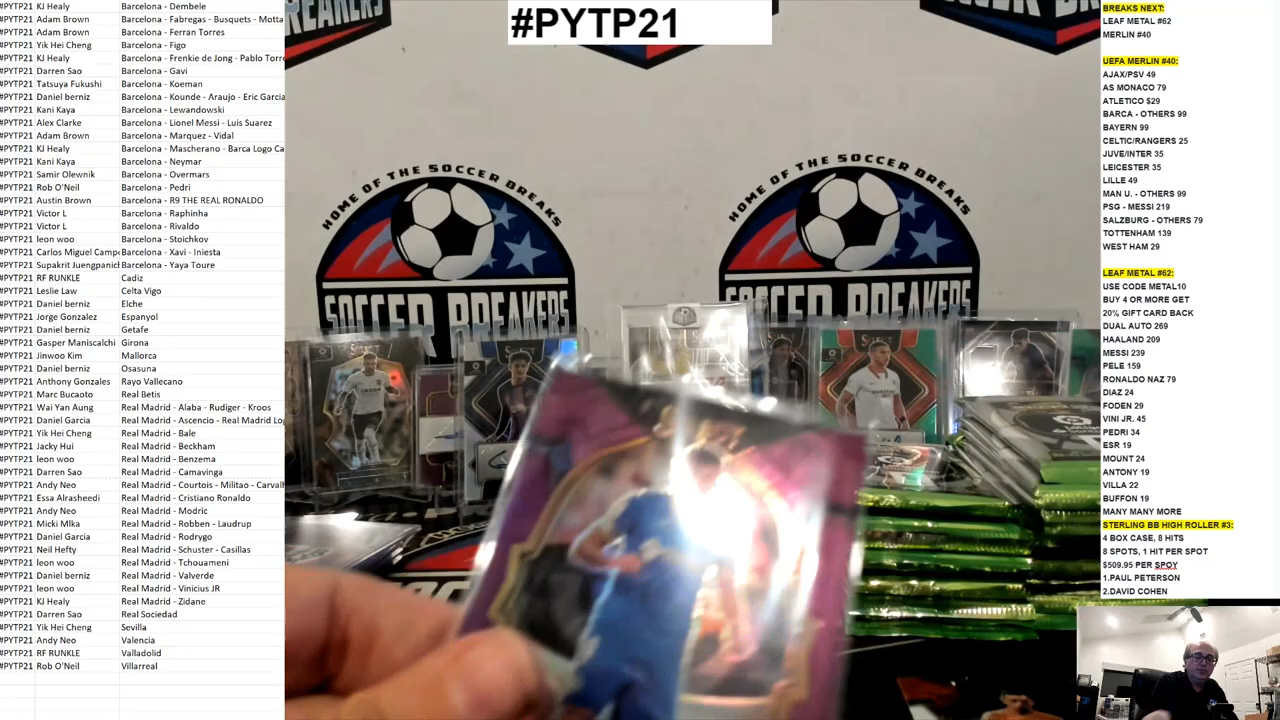 #PYTP21 KJ Healy Barcelona - Dembele
#PYTP21 Adam Brown Barcelona - Fabregas - Busquets - Motta
#PYTP21 Adam Brown Barcelona - Ferran Torres
#PYTP21 Yik Hei Cheng Barcelona - Figo
#PYTP21 KJ Healy Barcelona - Frenkie de Jong - Pablo Torre
#PYTP21 Darren Sao Barcelona - Gavi
#PYTP21 Tatsuya Fukushi Barcelona - Koeman
#PYTP21 Daniel berniz Barcelona - Kounde - Araujo - Eric Garcia
#PYTP21 Kani Kaya Barcelona - Lewandowski
#PYTP21 Alex Clarke Barcelona - Lionel Messi - Luis Suarez
#PYTP21 Adam Brown Barcelona - Marquez - Vidal
#PYTP21 KJ Healy Barcelona - Mascherano - Barca Logo Ca
#PYTP21 Kani Kaya Barcelona - Neymar
#PYTP21 Samir Olewnik Barcelona - Overmars
#PYTP21 Rob O'Neil Barcelona - Pedri
#PYTP21 Austin Brown Barcelona - R9 THE REAL RONALDO
#PYTP21 Victor L Barcelona - Raphinha
#PYTP21 Victor L Barcelona - Rivaldo
#PYTP21 leon woo Barcelona - Stoichkov
#PYTP21 Carlos Miguel Campo Barcelona - Xavi - Iniesta
#PYTP21 Supakrit Juengpanich Barcelona - Yaya Toure
#PYTP21 RF RUNKLE Cadiz
#PYTP21 Leslie Law Celta Vigo
#PYTP21 Daniel berniz Elche
#PYTP21 Jorge Gonzalez Espanyol
#PYTP21 Daniel berniz Getafe
#PYTP21 Gasper Maniscalchi Girona
#PYTP21 Jinwoo Kim Mallorca
#PYTP21 Daniel berniz Osasuna
#PYTP21 Anthony Gonzales Rayo Vallecano
#PYTP21 Marc Bucaoto Real Betis
#PYTP21 Wai Yan Aung Real Madrid - Alaba - Rudiger - Kroos
#PYTP21 Daniel Garcia Real Madrid - Ascencio - Real Madrid Log
#PYTP21 Yik Hei Cheng Real Madrid - Bale
#PYTP21 Jacky Hui Real Madrid - Beckham
#PYTP21 leon woo Real Madrid - Benzema
#PYTP21 Darren Sao Real Madrid - Camavinga
#PYTP21 Andy Neo Real Madrid - Courtois - Militao - Carval
#PYTP21 Essa Alrasheedi Real Madrid - Cristiano Ronaldo
#PYTP21 Andy Neo Real Madrid - Modric
#PYTP21 Micki Mlka Real Madrid - Robben - Laudrup
#PYTP21 Daniel Garcia Real Madrid - Rodrygo
#PYTP21 Neil Hefty Real Madrid - Schuster - Casillas
#PYTP21 leon woo Real Madrid - Tchouameni
#PYTP21 Daniel berniz Real Madrid - Valverde
#PYTP21 leon woo Real Madrid - Vinicius JR
#PYTP21 KJ Healy Real Madrid - Zidane
#PYTP21 Darren Sao Real Sociedad
#PYTP21 Yik Hei Cheng Sevilla
#PYTP21 Andy Neo Valencia
#PYTP21 RF RUNKLE Valladolid
#PYTP21 Rob O'Neil Villarreal
#PYTP21
BREAKERS
HOME OF THE SOCCER BREAKS
SOCCER BREAKERS
HOME OF THE SOCCER BREAKS
SOCCER BREAKERS
BREAKS NEXT:
LEAF METAL #62
MERLIN #40
UEFA MERLIN #40:
AJAX/PSV 49
AS MONACO 79
ATLETICO $29
BARCA - OTHERS 99
BAYERN 99
CELTIC/RANGERS 25
JUVE/INTER 35
LEICESTER 35
LILLE 49
MAN U. - OTHERS 99
PSG - MESSI 219
SALZBURG - OTHERS 79
TOTTENHAM 139
WEST HAM 29
LEAF METAL #62:
USE CODE METAL10
BUY 4 OR MORE GET
20% GIFT CARD BACK
DUAL AUTO 269
HAALAND 209
MESSI 239
PELE 159
RONALDO NAZ 79
DIAZ 24
FODEN 29
VINI JR. 45
PEDRI 34
ESR 19
MOUNT 24
ANTONY 19
VILLA 22
BUFFON 19
MANY MANY MORE
STERLING BB HIGH ROLLER #3:
4 BOX CASE, 8 HITS
8 SPOTS, 1 HIT PER SPOT
$509.95 PER SPOY
1.PAUL PETERSON
2.DAVID COHEN